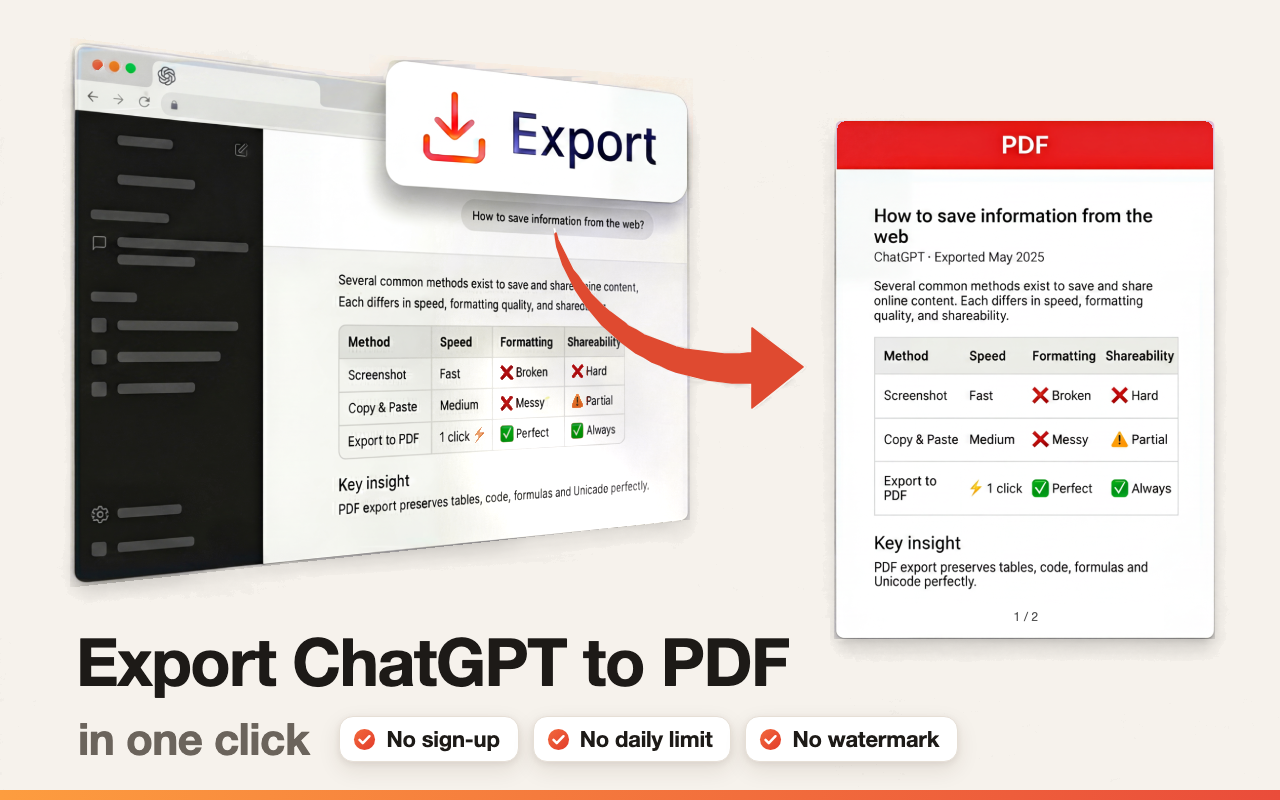 Export
How to save information from the web?
Several common methods exist to save and share online content,
Each differs in speed, formatting quality, and
Method Speed Formatting Shareability
Screenshot Fast ❌ Broken ❌ Hard
Copy & Paste Medium ❌ Messy ⚠️ Partial
Export to PDF 1 click ⚡ ✅ Perfect ✅ Always
Key insight
PDF export preserves tables, code, formulas and Unicade perfectly.
PDF
How to save information from the
web
ChatGPT · Exported May 2025
Several common methods exist to save and share
online content. Each differs in speed, formatting
quality, and shareability.
Method Speed Formatting Shareability
Screenshot Fast ❌ Broken ❌ Hard
Copy & Paste Medium ❌ Messy ⚠️ Partial
Export to
PDF ⚡ 1 click ✅ Perfect ✅ Always
Key insight
PDF export preserves tables, code, formulas and
Unicode perfectly.
1 / 2
Export ChatGPT to PDF
in one click
No sign-up
No daily limit
No watermark